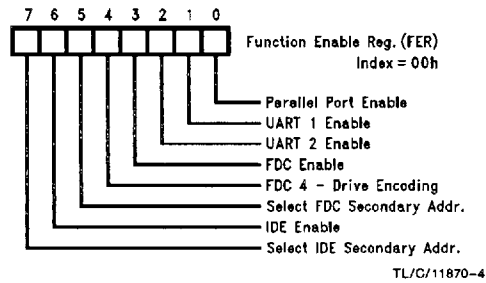 7 6 5 4 3 2 1 0
Function Enable Reg. (FER)
Index = 00h
Parallel Port Enable
UART 1 Enable
UART 2 Enable
FDC Enable
FDC 4 - Drive Encoding
Select FDC Secondary Addr.
IDE Enable
Select IDE Secondary Addr.
TL/C/11870-4